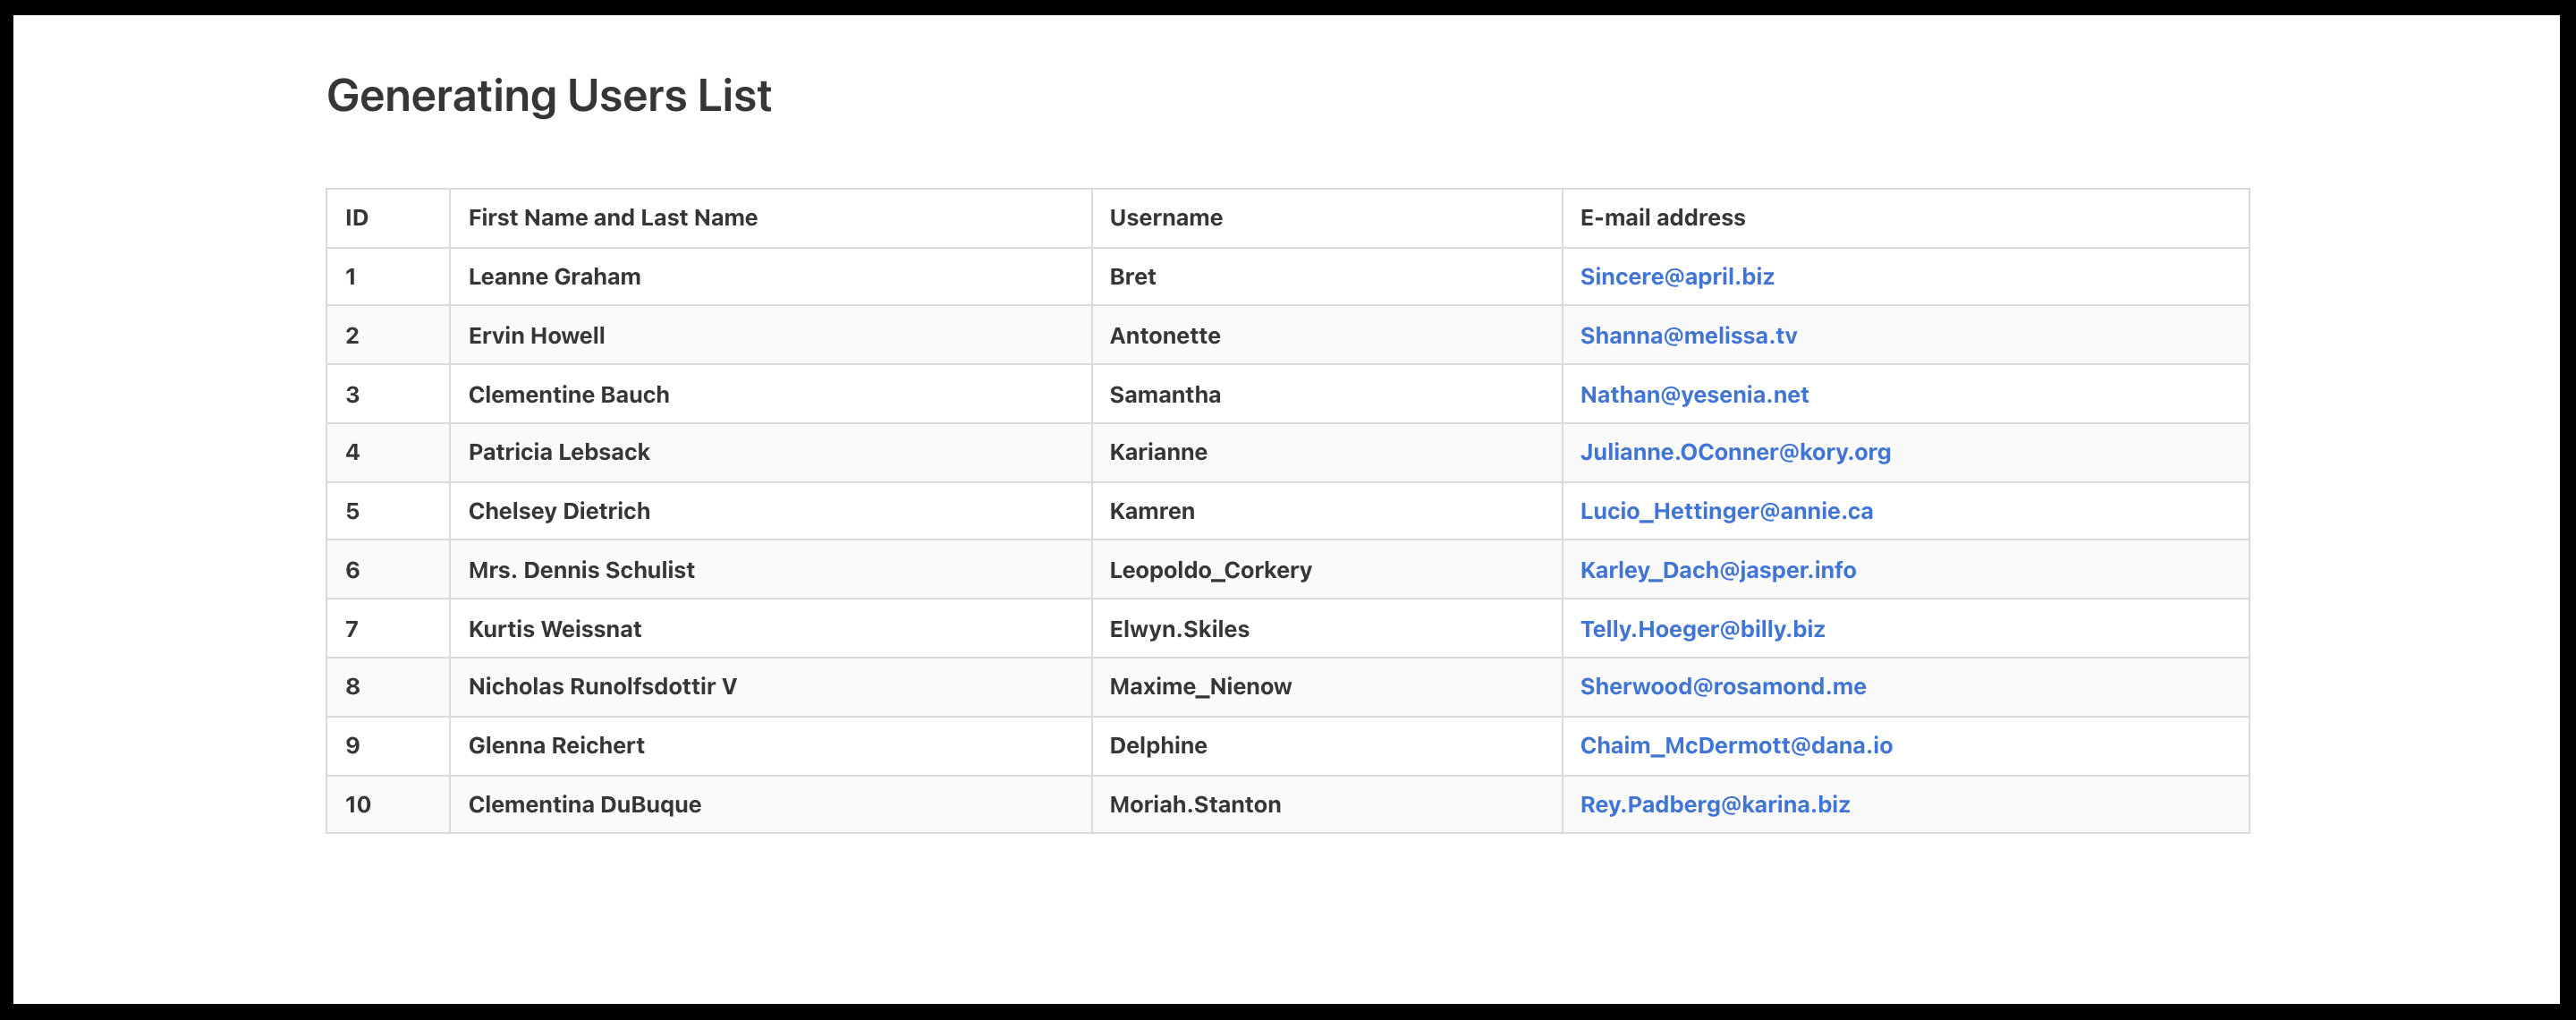 Generating Users List
ID First Name and Last Name Username E-mail address
1 Leanne Graham Bret Sincere@april.biz
2 Ervin Howell Antonette Shanna@melissa.tv
3 Clementine Bauch Samantha Nathan@yesenia.net
4 Patricia Lebsack Karianne Julianne.OConner@kory.org
5 Chelsey Dietrich Kamren Lucio_Hettinger@annie.ca
6 Mrs. Dennis Schulist Leopoldo_Corkery Karley_Dach@jasper.info
7 Kurtis Weissnat Elwyn.Skiles Telly.Hoeger@billy.biz
8 Nicholas Runolfsdottir V Maxime_Nienow Sherwood@rosamond.me
9 Glenna Reichert Delphine Chaim_McDermott@dana.io
10 Clementina DuBuque Moriah.Stanton Rey.Padberg@karina.biz